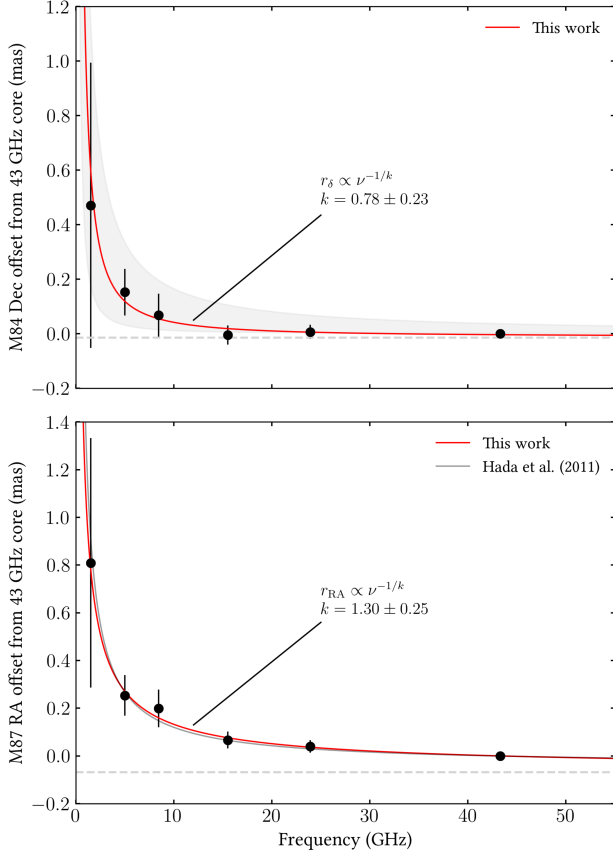 1.2
1.0
0.8
0.6
0.4
0.2
0.0
−0.2
M84 Dec offset from 43 GHz core (mas)
This work
r_δ ∝ ν^{−1/k}
k = 0.78 ± 0.23
1.4
1.2
1.0
0.8
0.6
0.4
0.2
0.0
−0.2
M87 RA offset from 43 GHz core (mas)
This work
Hada et al. (2011)
r_RA ∝ ν^{−1/k}
k = 1.30 ± 0.25
0
10
20
30
40
50
Frequency (GHz)